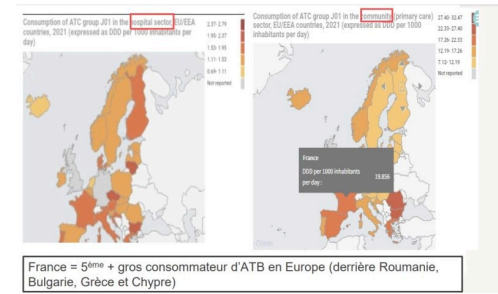 Consumption of ATC group J01 in the hospital sector, EU/EEA
countries, 2021 (expressed as DDD per 1000 inhabitants per
day)
2.37- 2.79
1.95- 2.37
1.53- 1.95
1.11- 1.53
0.69- 1.11
Not reported
Consumption of ATC group J01 in the community (primary care)
sector, EU/EEA countries, 2021 (expressed as DDD per 1000
inhabitants per day)
27.40- 32.47
22.33- 27.40
17.26- 22.33
12.19- 17.26
7.12- 12.19
Not reported
France
DDD per 1000 inhabitants
per day: 19.856
France = 5ème + gros consommateur d'ATB en Europe (derrière Roumanie,
Bulgarie, Grèce et Chypre)